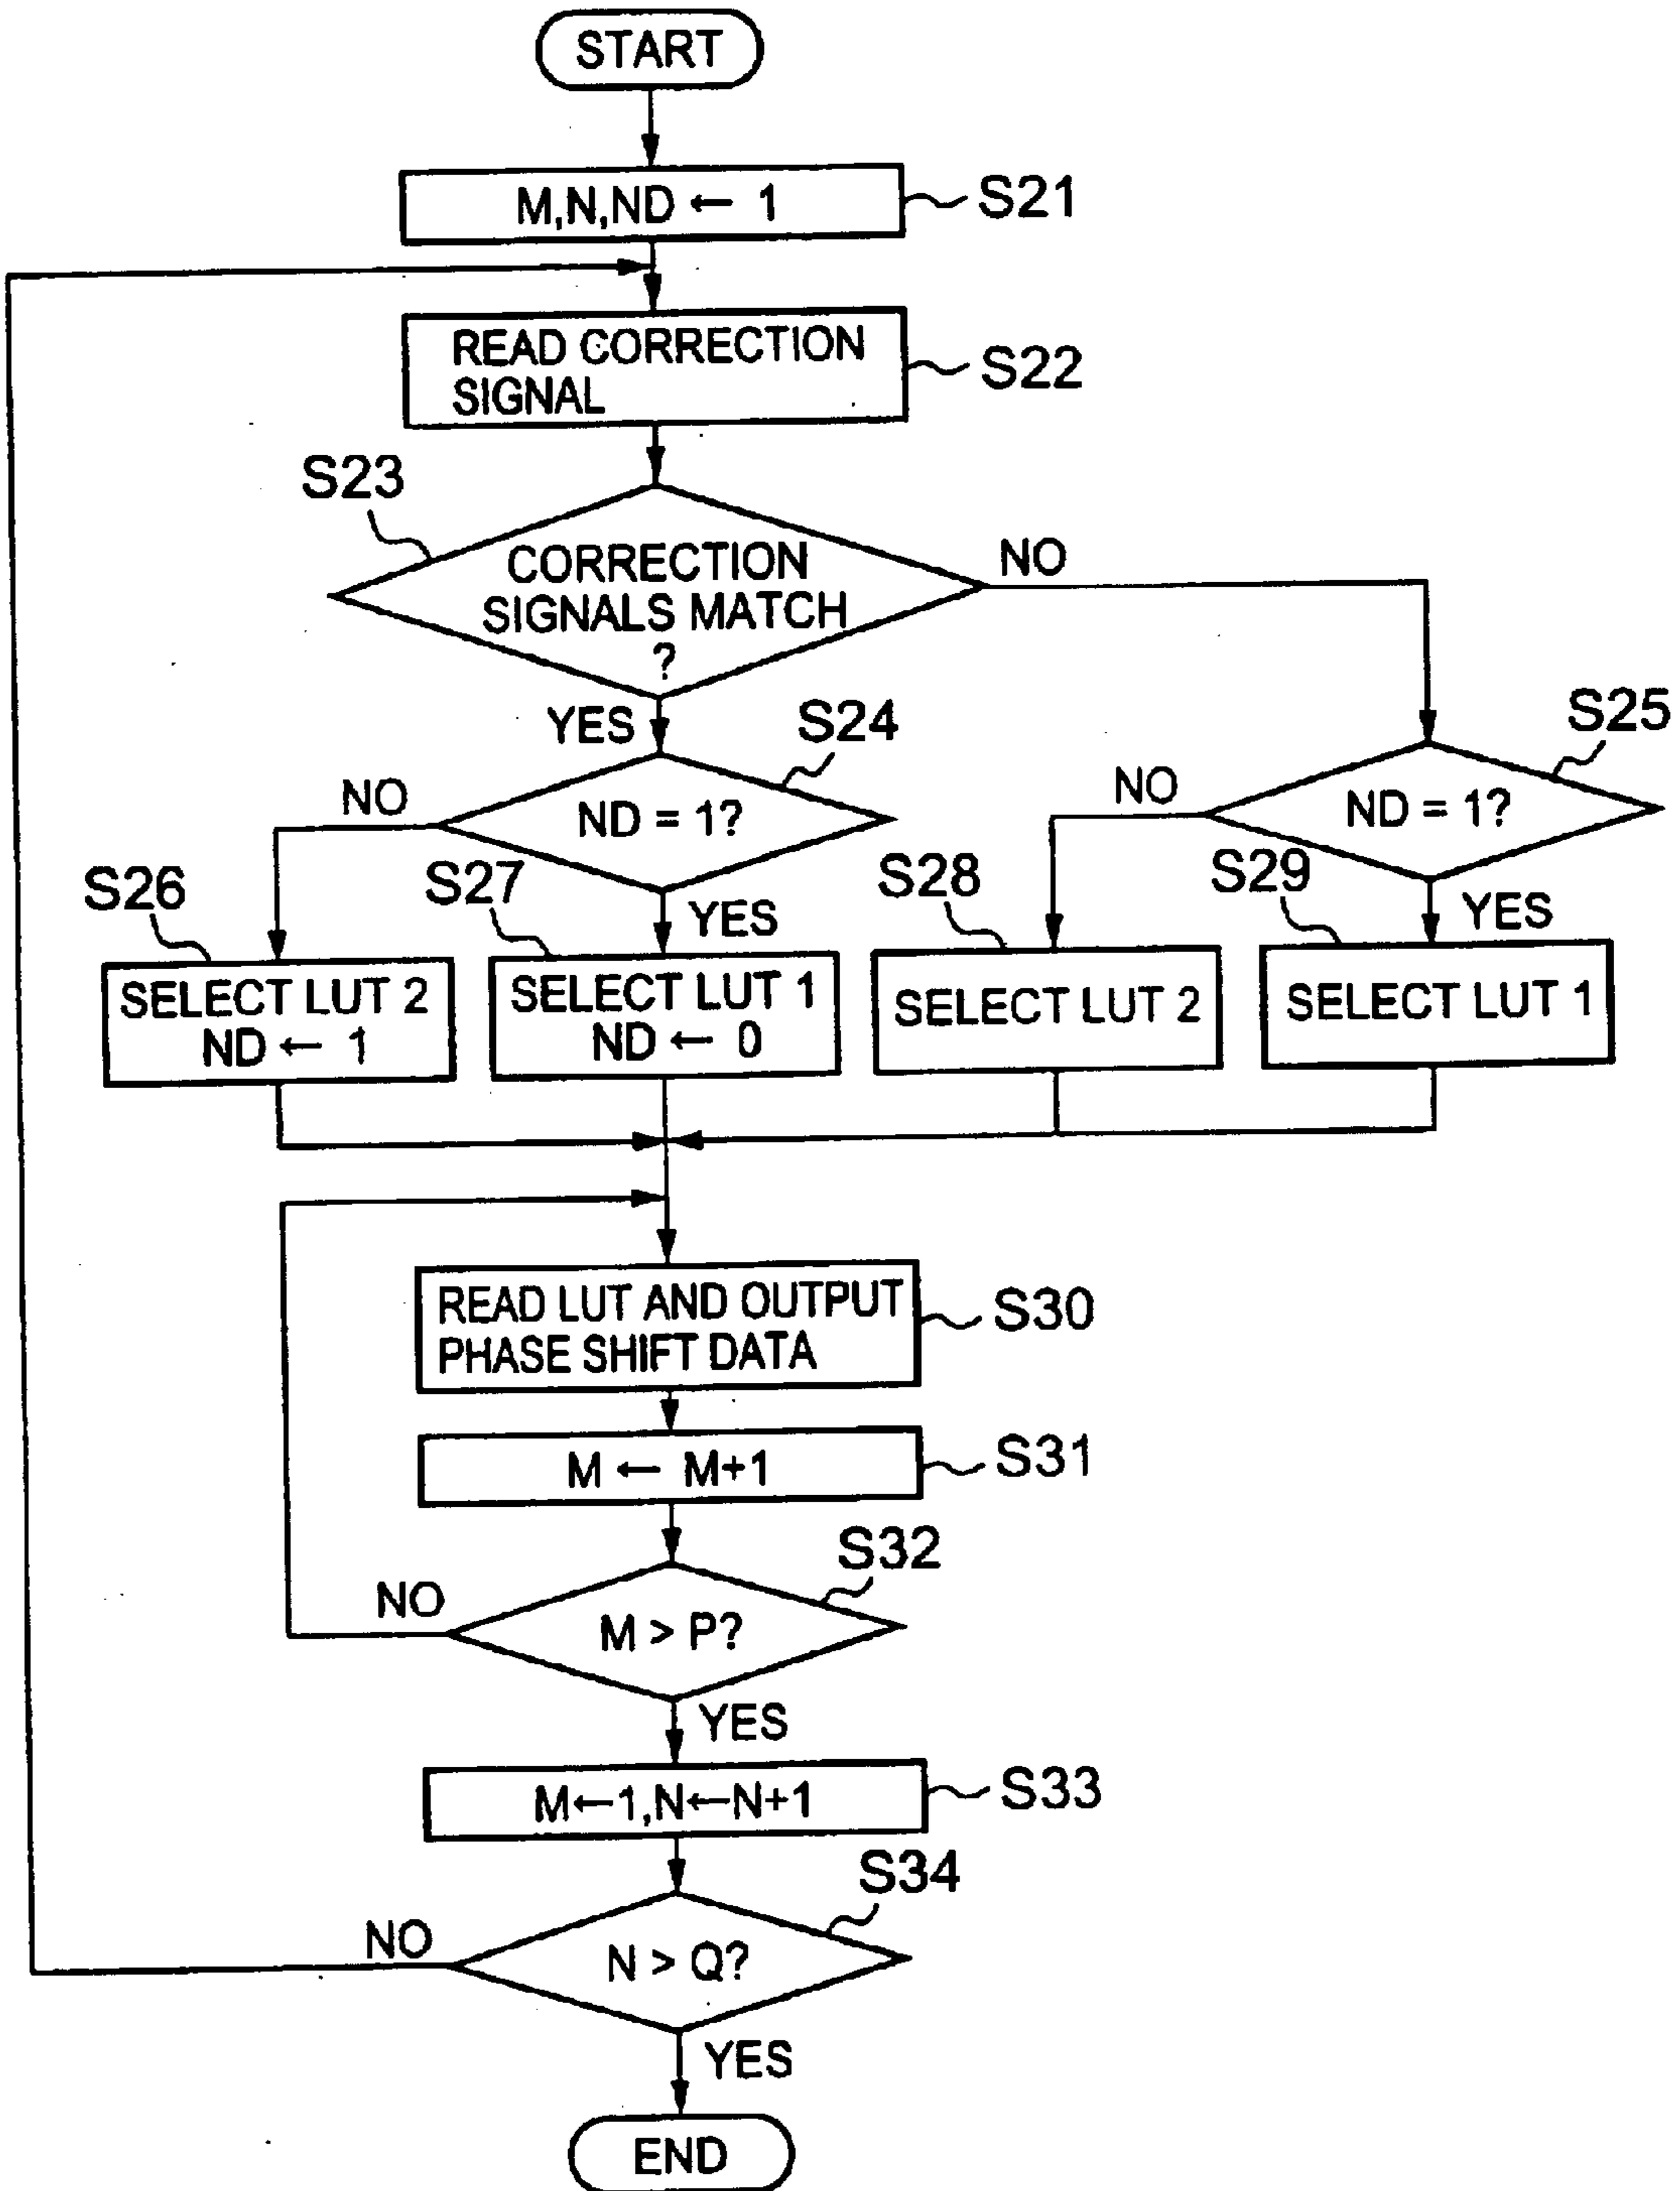 START
M,N,ND ← 1
S21
READ CORRECTION
SIGNAL
S22
S23
CORRECTION
SIGNALS MATCH
?
NO
YES
S24
S25
NO
ND = 1?
NO
ND = 1?
S26
S27
YES
S28
S29
YES
SELECT LUT 2
ND ← 1
SELECT LUT 1
ND ← 0
SELECT LUT 2
SELECT LUT 1
READ LUT AND OUTPUT
PHASE SHIFT DATA
S30
M ← M+1
S31
S32
NO
M > P?
YES
M←1,N←N+1
S33
S34
NO
N > Q?
YES
END